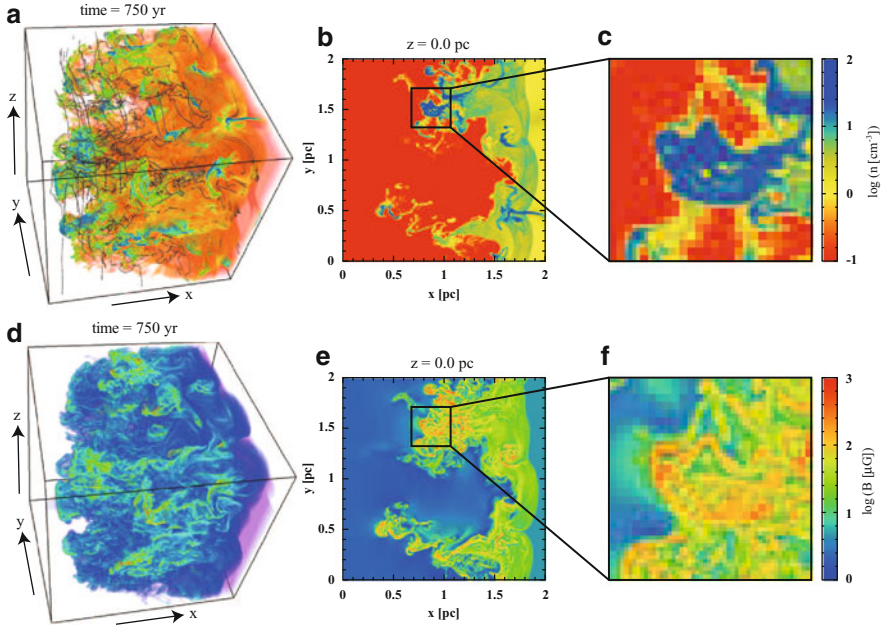 a
time = 750 yr
z
y
x
b
z = 0.0 pc
y [pc]
2
1.5
1
0.5
0
0
0.5
1
1.5
2
x [pc]
c
2
1
0
-1
log (n [cm⁻³])
d
time = 750 yr
z
y
x
e
z = 0.0 pc
y [pc]
2
1.5
1
0.5
0
0
0.5
1
1.5
2
x [pc]
f
3
2
1
0
log (B [μG])